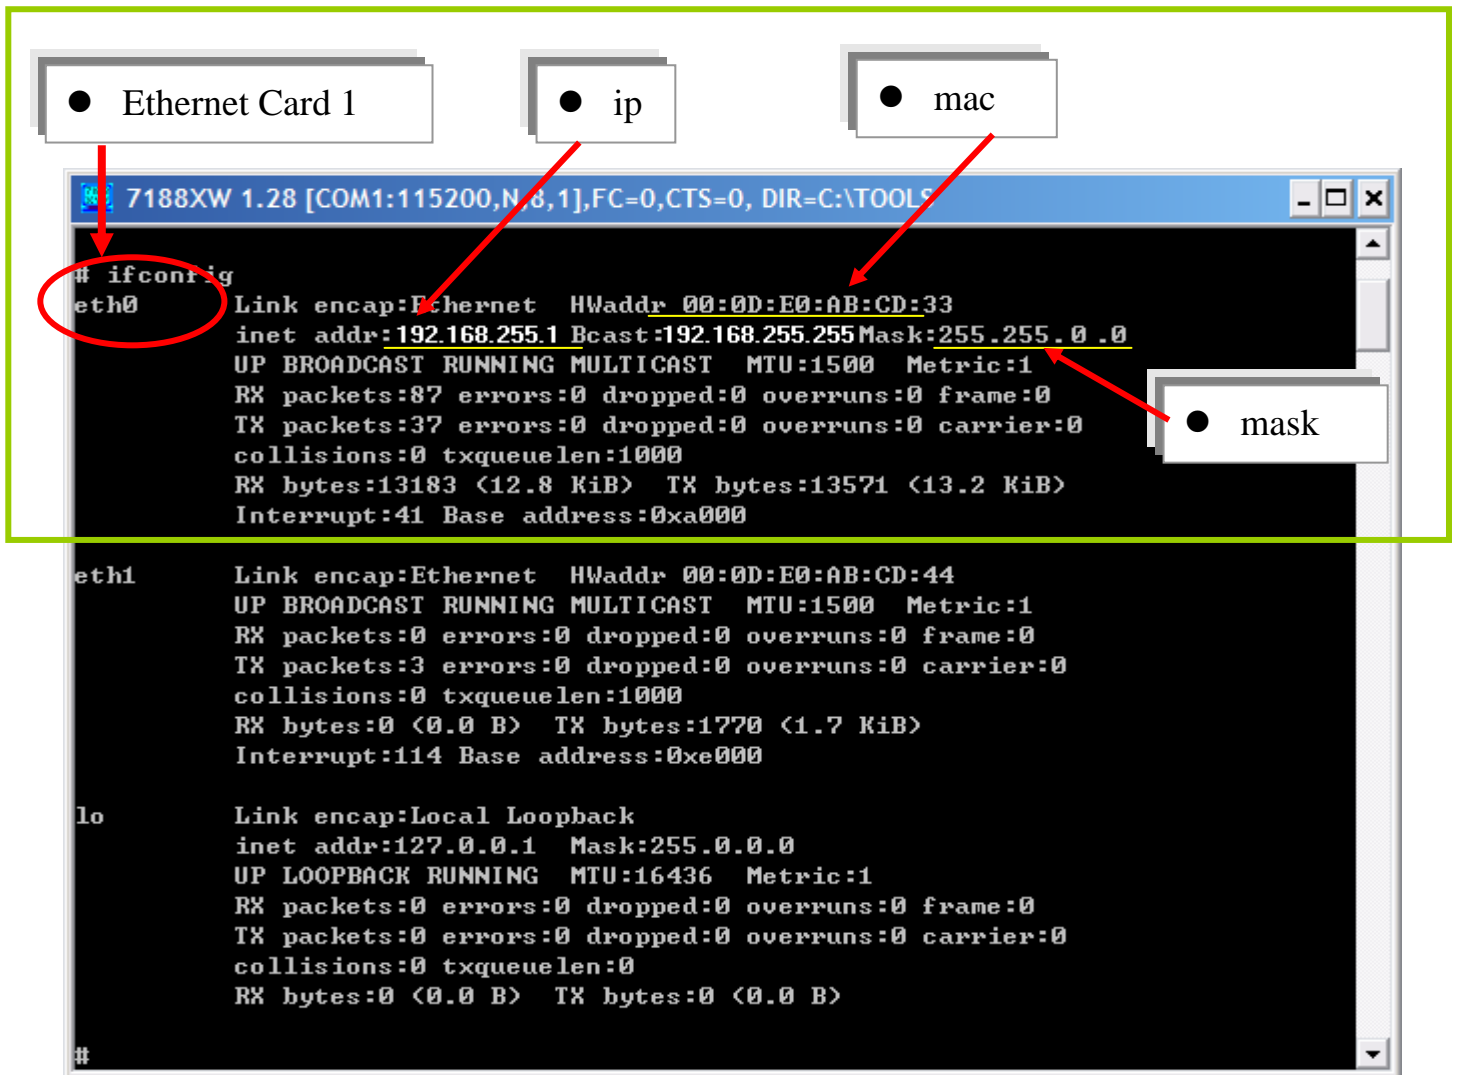 ● Ethernet Card 1
● ip
● mac
7188XW 1.28 [COM1:115200,N,8,1],FC=0,CTS=0, DIR=C:\TOOLS
# ifconfig
eth0 Link encap:Ethernet HWaddr 00:0D:E0:AB:CD:33
inet addr:192.168.255.1 Bcast:192.168.255.255 Mask:255.255.0 .0
UP BROADCAST RUNNING MULTICAST MTU:1500 Metric:1
RX packets:87 errors:0 dropped:0 overruns:0 frame:0
TX packets:37 errors:0 dropped:0 overruns:0 carrier:0
● mask
collisions:0 txqueuelen:1000
RX bytes:13183 (12.8 KiB) TX bytes:13571 (13.2 KiB)
Interrupt:41 Base address:0xa000
eth1 Link encap:Ethernet HWaddr 00:0D:E0:AB:CD:44
UP BROADCAST RUNNING MULTICAST MTU:1500 Metric:1
RX packets:0 errors:0 dropped:0 overruns:0 frame:0
TX packets:3 errors:0 dropped:0 overruns:0 carrier:0
collisions:0 txqueuelen:1000
RX bytes:0 (0.0 B) TX bytes:1770 (1.7 KiB)
Interrupt:114 Base address:0xe000
lo Link encap:Local Loopback
inet addr:127.0.0.1 Mask:255.0.0.0
UP LOOPBACK RUNNING MTU:16436 Metric:1
RX packets:0 errors:0 dropped:0 overruns:0 frame:0
TX packets:0 errors:0 dropped:0 overruns:0 carrier:0
collisions:0 txqueuelen:0
RX bytes:0 (0.0 B) TX bytes:0 (0.0 B)
#